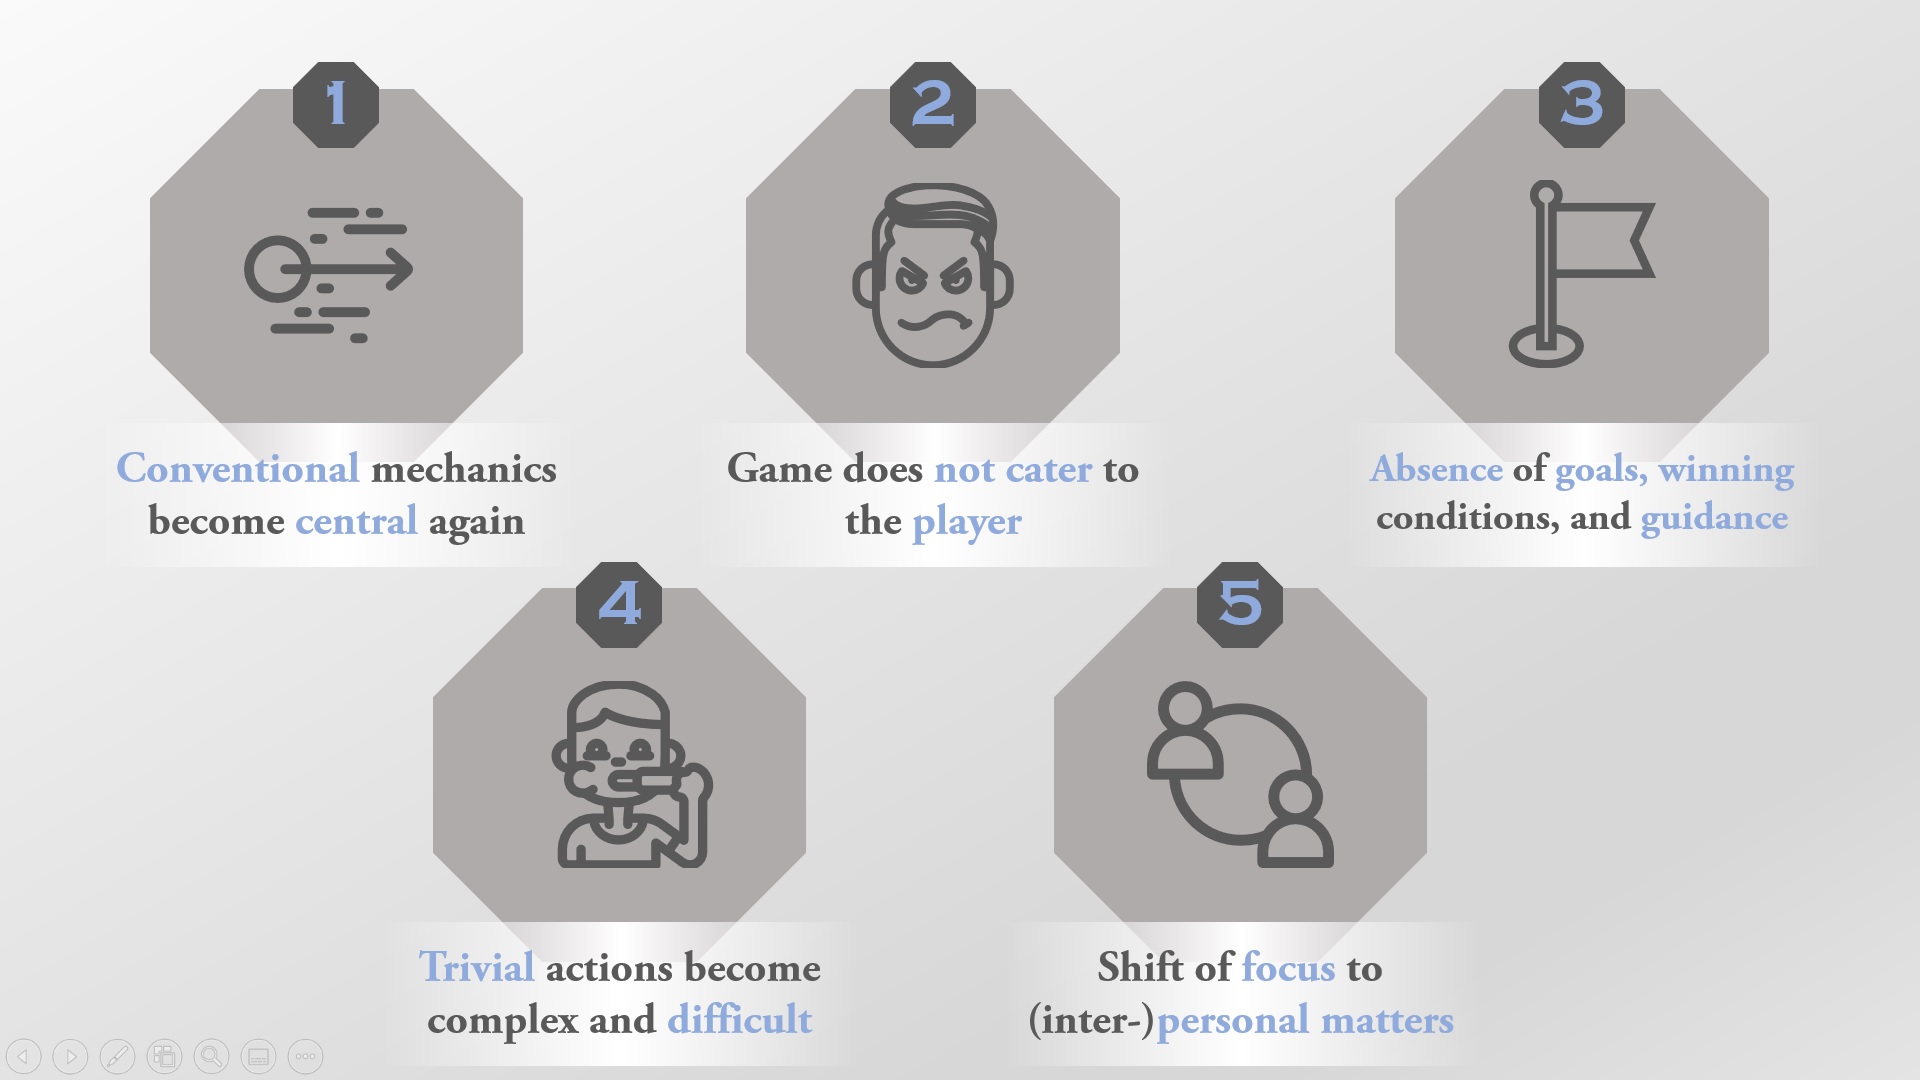 1
Conventional mechanics
become central again
2
Game does not cater to
the player
3
Absence of goals, winning
conditions, and guidance
4
Trivial actions become
complex and difficult
5
Shift of focus to
(inter-)personal matters